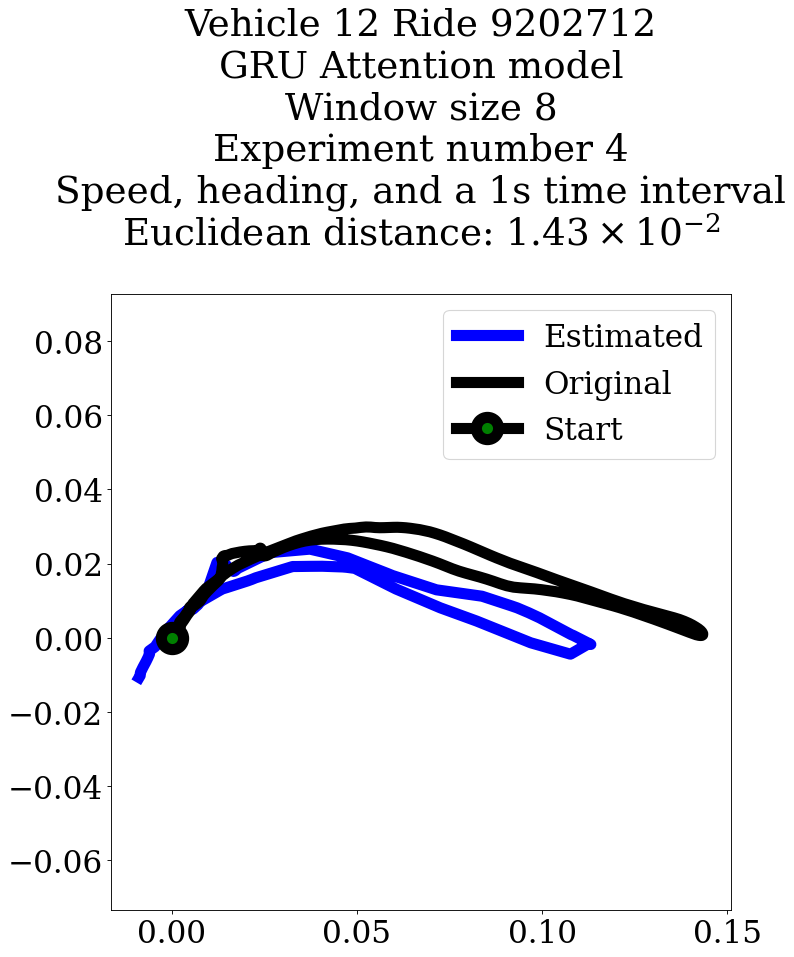 Vehicle 12 Ride 9202712
GRU Attention model
Window size 8
Experiment number 4
Speed, heading, and a 1s time interval
Euclidean distance: 1.43 × 10⁻²
Estimated
Original
Start
0.08
0.06
0.04
0.02
0.00
−0.02
−0.04
−0.06
0.00 0.05 0.10 0.15